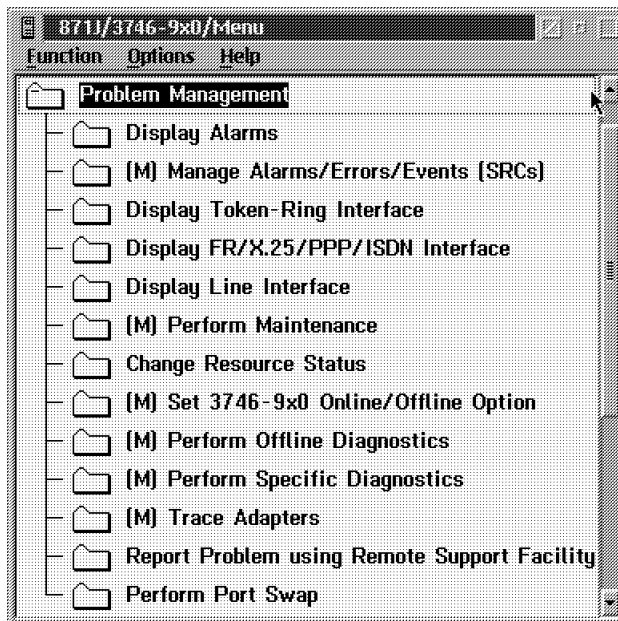 871J/3746-9x0/Menu
Function Options Help
Problem Management
Display Alarms
(M) Manage Alarms/Errors/Events (SRCs)
Display Token-Ring Interface
Display FR/X.25/PPP/ISDN Interface
Display Line Interface
(M) Perform Maintenance
Change Resource Status
(M) Set 3746-9x0 Online/Offline Option
(M) Perform Offline Diagnostics
(M) Perform Specific Diagnostics
(M) Trace Adapters
Report Problem using Remote Support Facility
Perform Port Swap